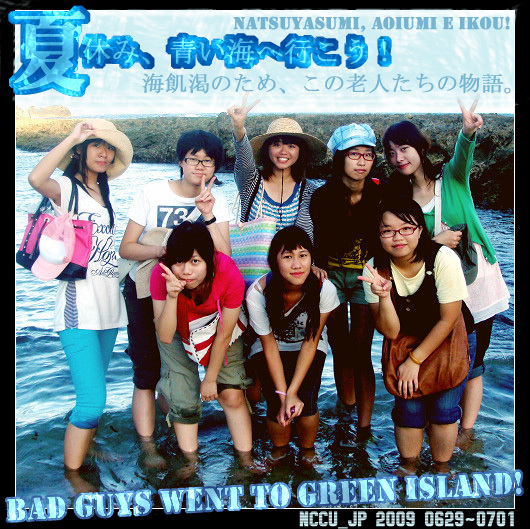 NATSUYASUMI, AOIUMI E IKOU!
夏休み、青い海へ行こう!
海飢渇のため、この老人たちの物語。
73
BAD GUYS WENT TO GREEN ISLAND!
NCCU_JP 2009 0629~0701